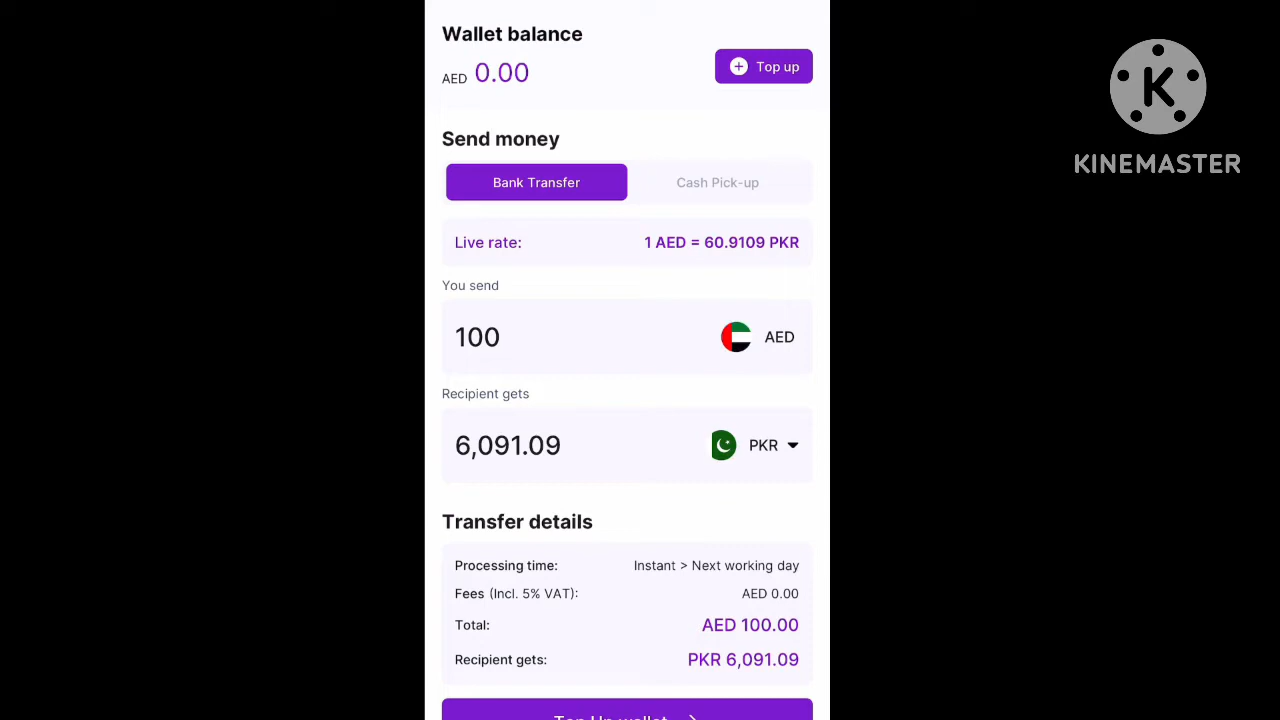 Wallet balance
AED 0.00
Top up
K
KINEMASTER
Send money
Bank Transfer
Cash Pick-up
Live rate: 1 AED = 60.9109 PKR
You send
100 AED
Recipient gets
6,091.09 PKR
Transfer details
Processing time: Instant > Next working day
Fees (Incl. 5% VAT): AED 0.00
Total: AED 100.00
Recipient gets: PKR 6,091.09
Top Up wallet